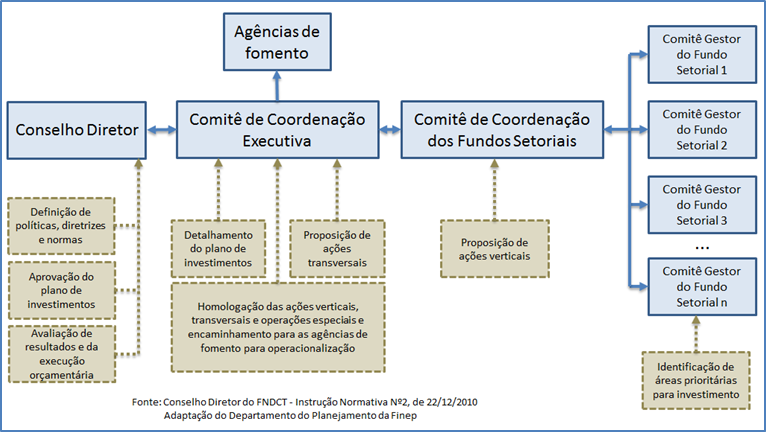 Agências de
fomento
Conselho Diretor
Comitê de Coordenação
Executiva
Comitê de Coordenação
dos Fundos Setoriais
Comitê Gestor
do Fundo
Setorial 1
Comitê Gestor
do Fundo
Setorial 2
Comitê Gestor
do Fundo
Setorial 3
...
Comitê Gestor
do Fundo
Setorial n
Definição de
políticas, diretrizes
e normas
Aprovação do
plano de
investimentos
Avaliação de
resultados e da
execução
orçamentária
Detalhamento
do plano de
investimentos
Proposição de
ações
transversais
Homologação das ações verticais,
transversais e operações especiais e
encaminhamento para as agências de
fomento para operacionalização
Proposição de
ações verticais
Identificação de
áreas prioritárias
para investimento
Fonte: Conselho Diretor do FNDCT - Instrução Normativa Nº2, de 22/12/2010
Adaptação do Departamento do Planejamento da Finep